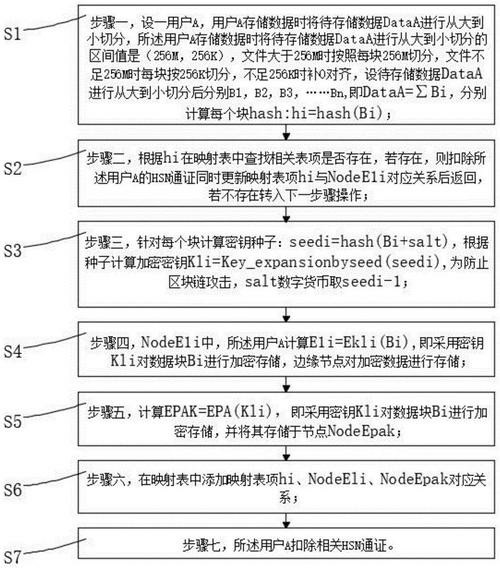 S1
步骤一，设一用户A，用户A存储数据时将待存储数据DataA进行从大到
小切分，所述用户A存储数据时将待存储数据DataA进行从大到小切分的
区间值是（256M，256K），文件大于256M时按照每块256M切分，文件不
足256M时每块按256K切分，不足256K时补0对齐，设待存储数据DataA
进行从大到小切分后分别B1，B2，B3，……Bn,即DataA=∑Bi，分别
计算每个块hash:hi=hash(Bi)；
S2
步骤二，根据hi在映射表中查找相关表项是否存在，若存在，则扣除所
述用户A的HSN通证同时更新映射表项hi与NodeEli对应关系后返回，
若不存在转入下一步骤操作；
S3
步骤三，针对每个块计算密钥种子：seedi=hash(Bi+salt)，根据
种子计算加密密钥Kli=Key_expansionbyseed(seedi),为防止
区块链攻击，salt数字货币取seedi-1；
S4
步骤四，NodeEli中，所述用户A计算Eli=Ekli(Bi),即采用密钥
Kli对数据块Bi进行加密存储，边缘节点对加密数据进行存储；
S5
步骤五，计算EPAK=EPA(Kli)， 即采用密钥Kli对数据块Bi进行加
密存储，并将其存储于节点NodeEpak；
S6
步骤六，在映射表中添加映射表项hi、NodeEli、NodeEpak对应关
系；
S7
步骤七，所述用户A扣除相关HSN通证。